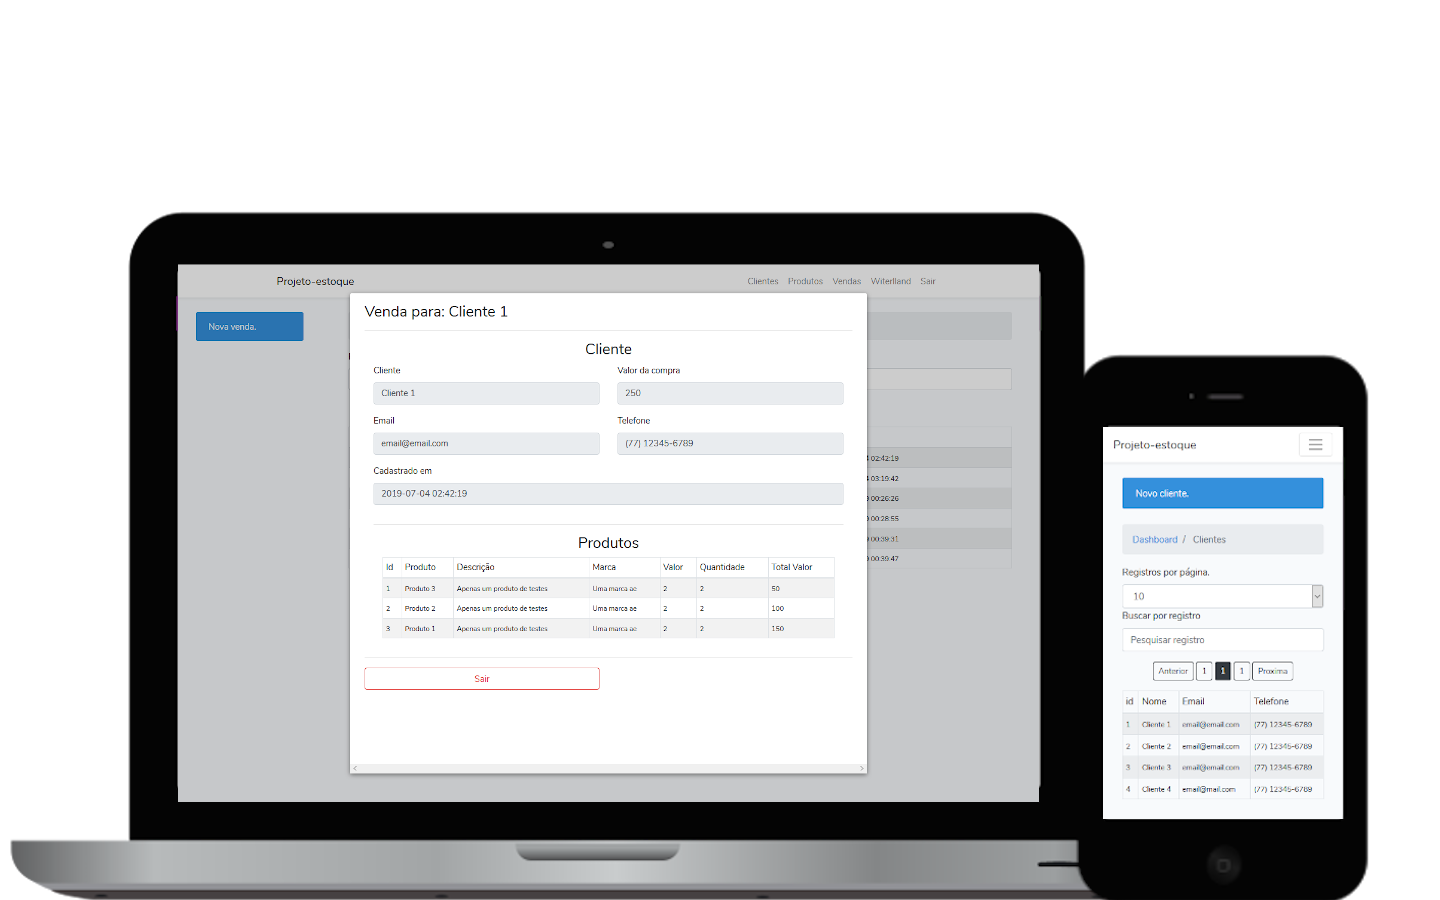 Projeto-estoque
Clientes Produtos Vendas Witerlland Sair
Nova venda.
Venda para: Cliente 1
Cliente
Cliente Valor da compra
Cliente 1 250
Email Telefone
email@email.com (77) 12345-6789
Cadastrado em
2019-07-04 02:42:19
Produtos
Id Produto Descrição Marca Valor Quantidade Total Valor
1 Produto 3 Apenas um produto de testes Uma marca ae 2 2 50
2 Produto 2 Apenas um produto de testes Uma marca ae 2 2 100
3 Produto 1 Apenas um produto de testes Uma marca ae 2 2 150
Sair
02:42:19
03:19:42
00:26:26
00:28:55
00:39:31
00:39:47
Projeto-estoque
Novo cliente.
Dashboard / Clientes
Registros por página.
10
Buscar por registro
Pesquisar registro
Anterior 1 1 1 Proxima
id Nome Email Telefone
1 Cliente 1 email@email.com (77) 12345-6789
2 Cliente 2 email@email.com (77) 12345-6789
3 Cliente 3 email@email.com (77) 12345-6789
4 Cliente 4 email@mail.com (77) 12345-6789